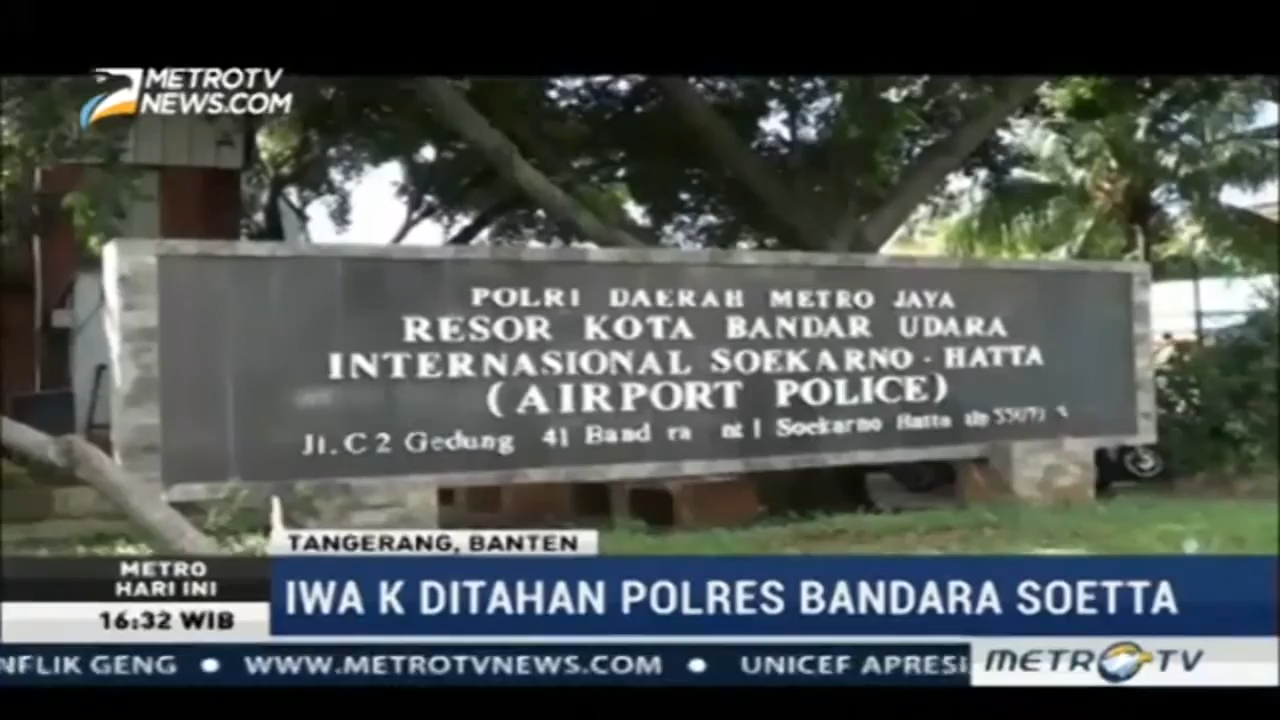 METROTV
NEWS.COM
POLRI DAERAH METRO JAYA
RESOR KOTA BANDAR UDARA
INTERNASIONAL SOEKARNO - HATTA
(AIRPORT POLICE)
Jl. C 2 Gedung 41 Soekarno Hatta
TANGERANG, BANTEN
METRO
HARI INI
IWA K DITAHAN POLRES BANDARA SOETTA
16:32 WIB
NFLIK GENG • WWW.METROTVNEWS.COM • UNICEF APRESI
METRO TV